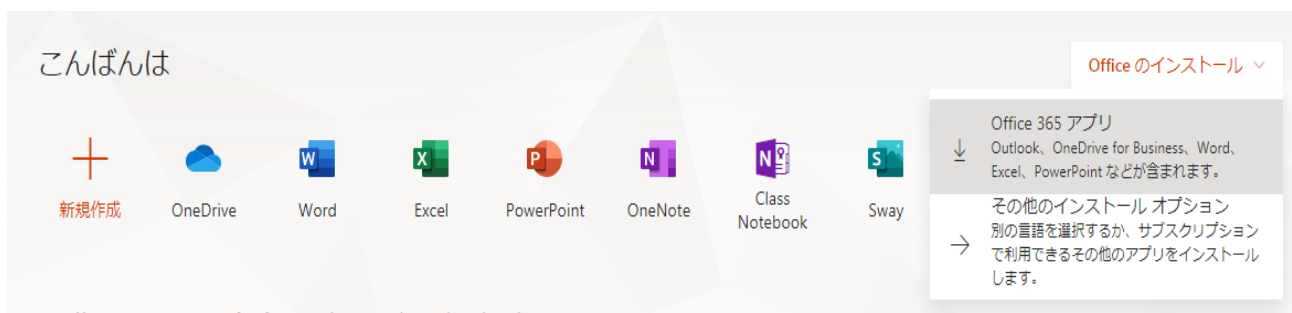 こんばんは
Office のインストール
新規作成
OneDrive
Word
Excel
PowerPoint
OneNote
Class
Notebook
Sway
Office 365 アプリ
Outlook、OneDrive for Business、Word、
Excel、PowerPoint などが含まれます。
その他のインストール オプション
別の言語を選択するか、サブスクリプション
で利用できるその他のアプリをインストール
します。